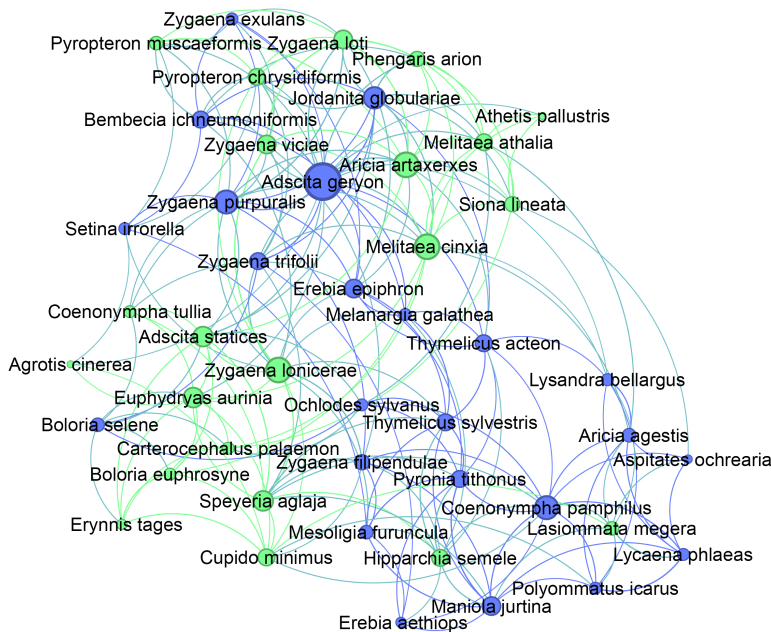 Zygaena exulans
Pyropteron muscaeformis
Zygaena loti
Phengaris arion
Pyropteron chrysidiformis
Jordanita globulariae
Bembecia ichneumoniformis
Athetis pallustris
Zygaena viciae
Melitaea athalia
Aricia artaxerxes
Adscita geryon
Zygaena purpuralis
Siona lineata
Setina irrorella
Melitaea cinxia
Zygaena trifolii
Erebia epiphron
Coenonympha tullia
Melanargia galathea
Adscita statices
Thymelicus acteon
Agrotis cinerea
Zygaena lonicerae
Lysandra bellargus
Euphydryas aurinia
Ochlodes sylvanus
Boloria selene
Thymelicus sylvestris
Aricia agestis
Carterocephalus palaemon
Aspitates ochrearia
Zygaena filipendulae
Boloria euphrosyne
Pyronia tithonus
Speyeria aglaja
Coenonympha pamphilus
Erynnis tages
Mesoligia furuncula
Lasiommata megera
Cupido minimus
Hipparchia semele
Lycaena phlaeas
Polyommatus icarus
Maniola jurtina
Erebia aethiops